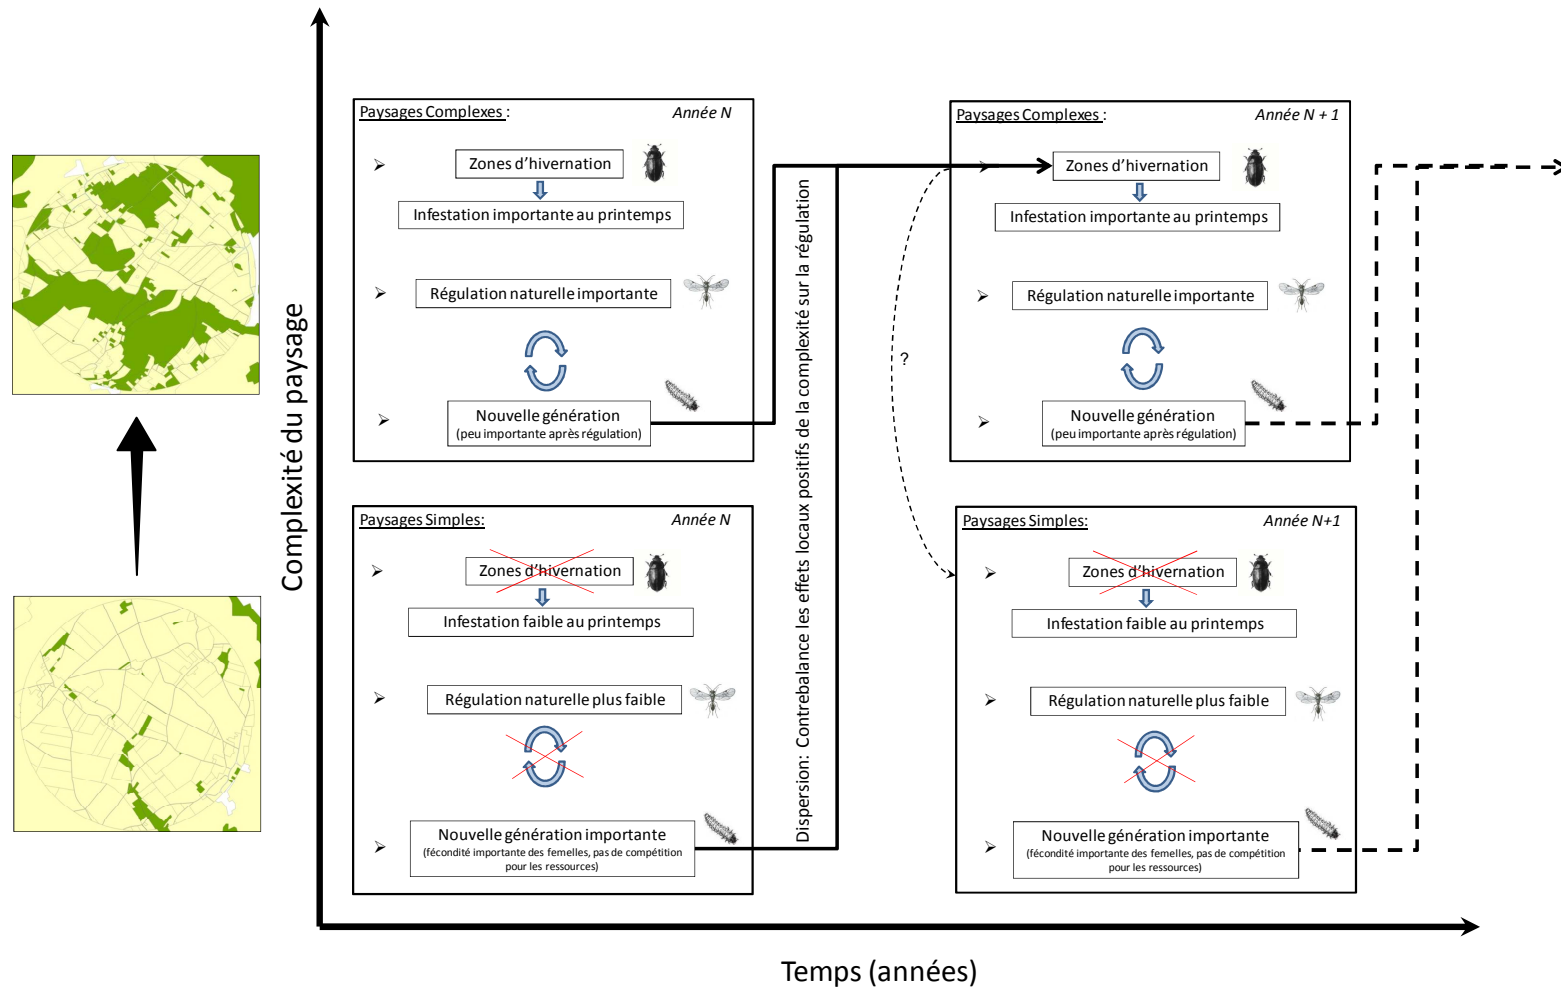 Complexité du paysage
Paysages Complexes :
Année N
Zones d'hivernation
Infestation importante au printemps
Régulation naturelle importante
Nouvelle génération
(peu importante après régulation)
Paysages Simples:
Année N
Zones d'hivernation
Infestation faible au printemps
Régulation naturelle plus faible
Nouvelle génération importante
(fécondité importante des femelles, pas de compétition
pour les ressources)
Dispersion: Contrebalance les effets locaux positifs de la complexité sur la régulation
?
Paysages Complexes :
Année N + 1
Zones d'hivernation
Infestation importante au printemps
Régulation naturelle importante
Nouvelle génération
(peu importante après régulation)
Paysages Simples:
Année N+1
Zones d'hivernation
Infestation faible au printemps
Régulation naturelle plus faible
Nouvelle génération importante
(fécondité importante des femelles, pas de compétition
pour les ressources)
Temps (années)